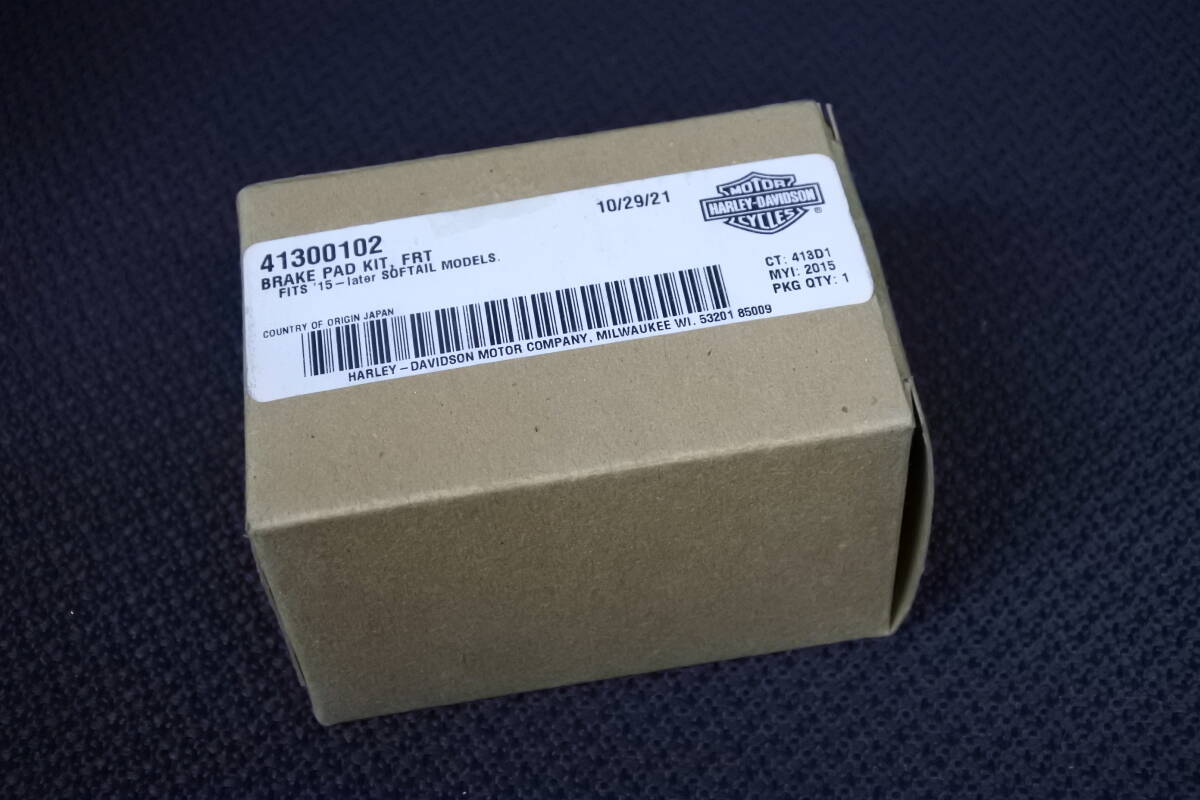 10/29/21
MOTOR
HARLEY-DAVIDSON
CYCLES
®
41300102
BRAKE PAD KIT, FRT
FITS '15-later SOFTAIL MODELS.
CT: 413D1
MYI: 2015
PKG QTY: 1
COUNTRY OF ORIGIN JAPAN
HARLEY-DAVIDSON MOTOR COMPANY, MILWAUKEE WI. 53201 85009